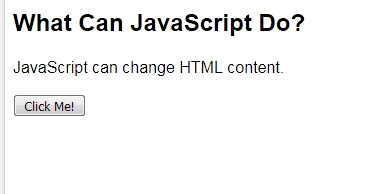 What Can JavaScript Do?
JavaScript can change HTML content.
Click Me!